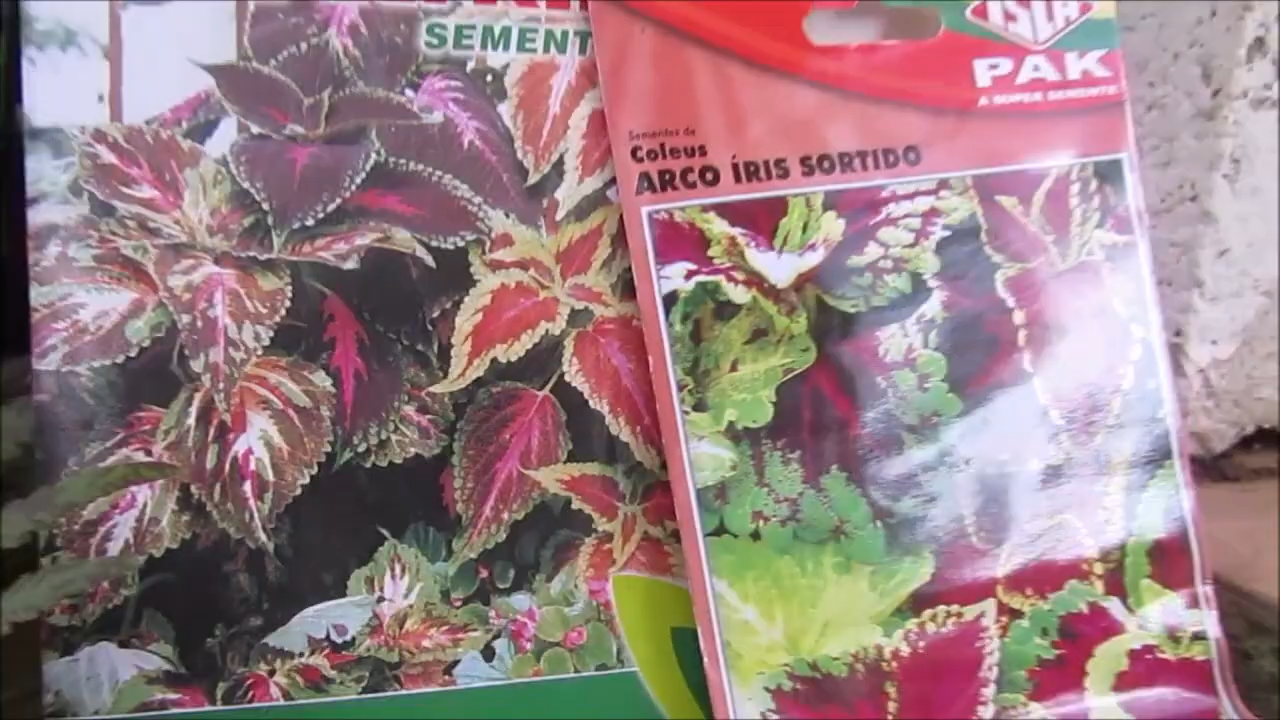 SEMENT
ISLA
PAK
A SUPER SEMENTE
Sementes de
Coleus
ARCO ÍRIS SORTIDO